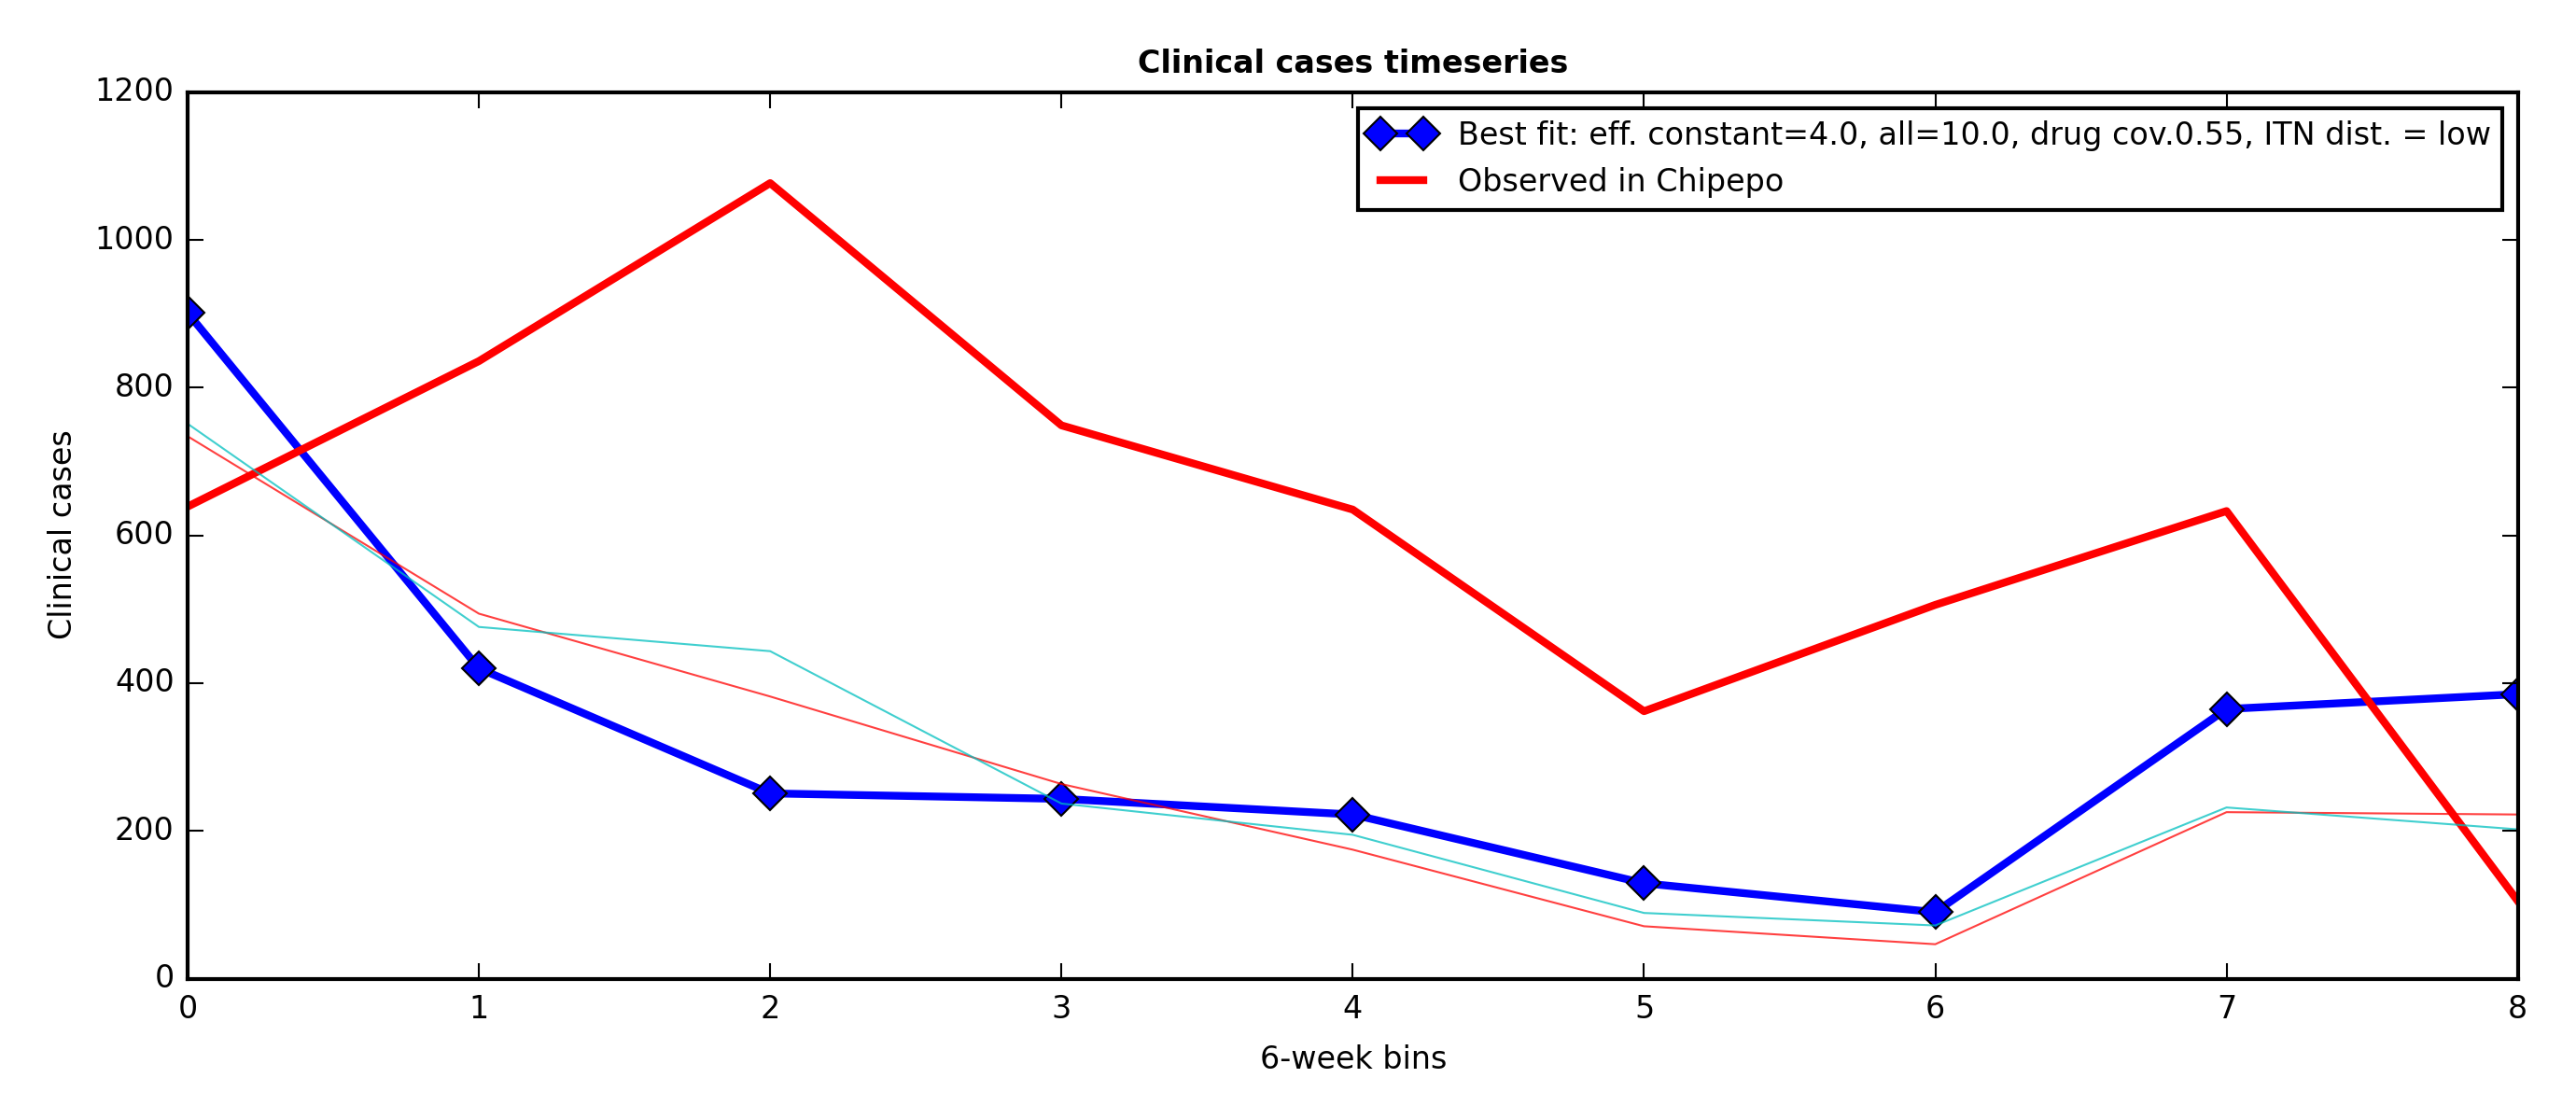 Clinical cases timeseries
1200
1000
800
600
400
200
0
Clinical cases
Best fit: eff. constant=4.0, all=10.0, drug cov.0.55, ITN dist. = low
Observed in Chipepo
0 1 2 3 4 5 6 7 8
6-week bins